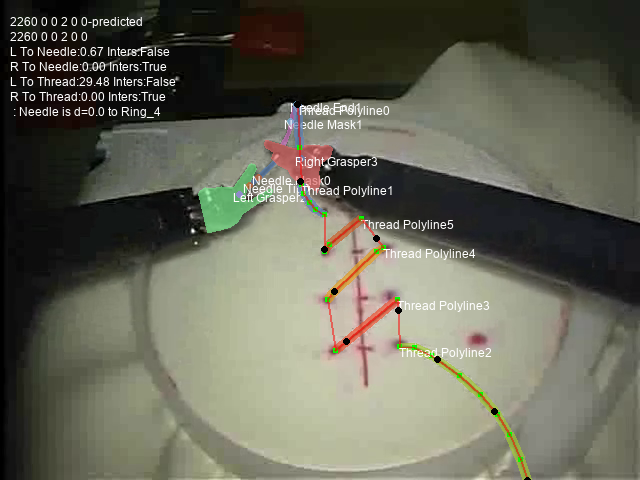 2260 0 0 2 0 0-predicted
2260 0 0 2 0 0
L To Needle:0.67 Inters:False
R To Needle:0.00 Inters:True
L To Thread:29.48 Inters:False
R To Thread:0.00 Inters:True
: Needle is d=0.0 to Ring_4
Needle End1
Thread Polyline0
Needle Mask1
Right Grasper3
Needle Mask0
Needle Ti
Thread Polyline1
Left Grasper2
Thread Polyline5
Thread Polyline4
Thread Polyline3
Thread Polyline2